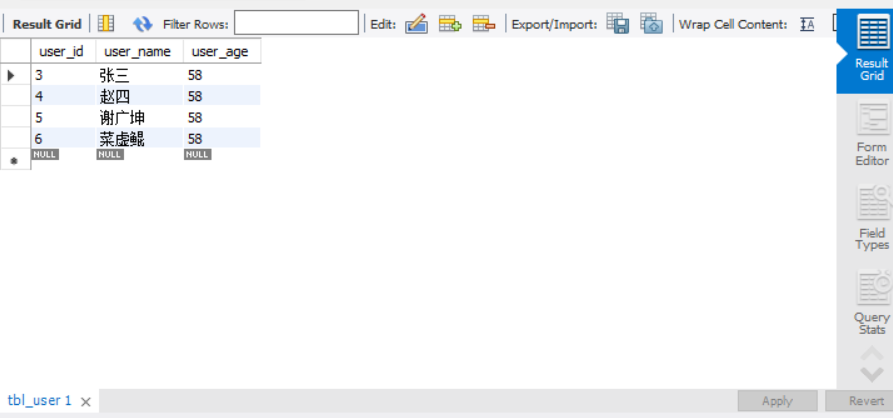 Result Grid Filter Rows: Edit: Export/Import: Wrap Cell Content: IA
user_id user_name user_age
3 张三 58
4 赵四 58
5 谢广坤 58
6 菜虚鲲 58
NULL NULL NULL
Result
Grid
Form
Editor
Field
Types
Query
Stats
tbl_user 1 × Apply Revert